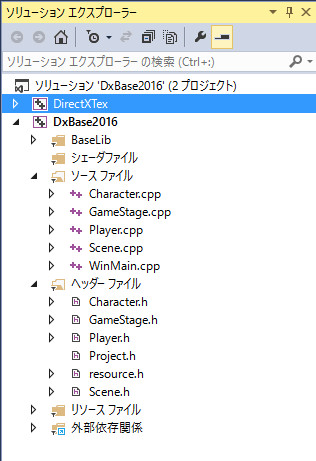 ソリューション エクスプローラー
ソリューション エクスプローラー の検索 (Ctrl+:)
ソリューション 'DxBase2016' (2 プロジェクト)
DirectXTex
DxBase2016
BaseLib
シェーダファイル
ソース ファイル
Character.cpp
GameStage.cpp
Player.cpp
Scene.cpp
WinMain.cpp
ヘッダー ファイル
Character.h
GameStage.h
Player.h
Project.h
resource.h
Scene.h
リソース ファイル
外部依存関係